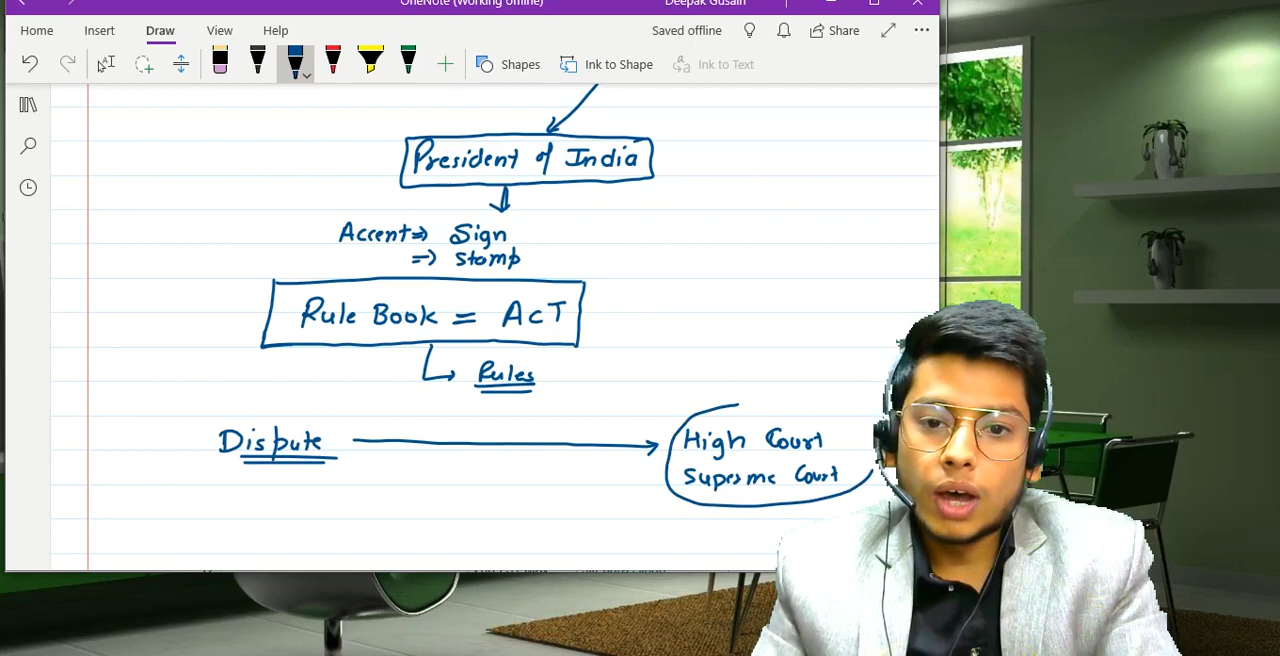 OneNote (Working offline) Deepak Gusain
Home Insert Draw View Help Saved offline Share
Shapes Ink to Shape Ink to Text
President of India
Accent⇒ Sign
⇒ Stamp
Rule Book = AcT
Rules
Dispute
High Court
Supreme Court